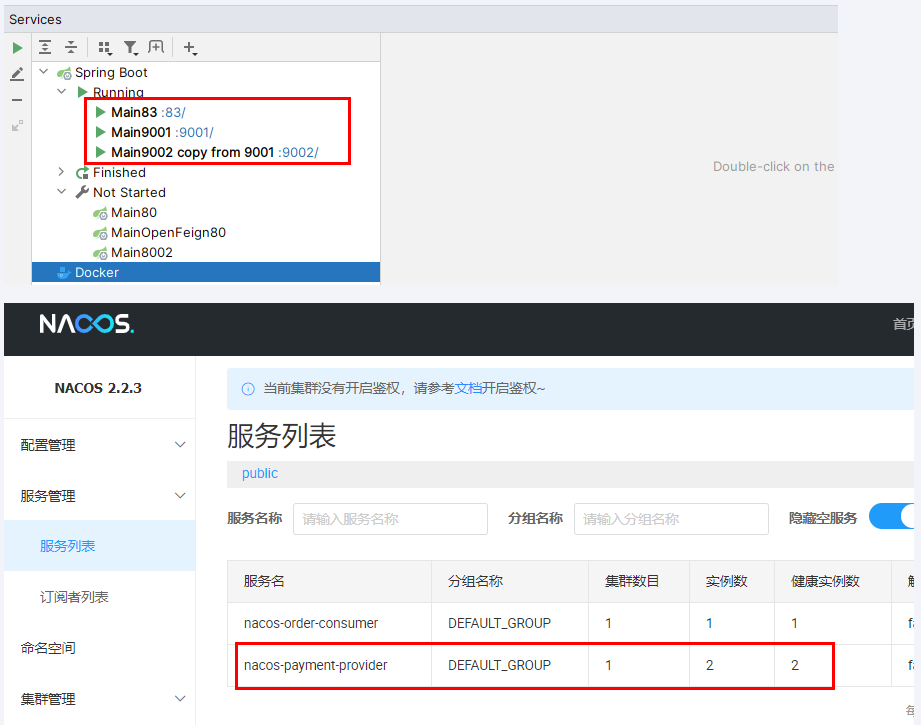 Services
Spring Boot
Running
Main83 :83/
Main9001 :9001/
Main9002 copy from 9001 :9002/
Finished
Not Started
Main80
MainOpenFeign80
Main8002
Docker
Double-click on the
NACOS.
首页
NACOS 2.2.3
当前集群没有开启鉴权，请参考文档开启鉴权~
服务列表
public
配置管理
服务管理
服务列表
订阅者列表
命名空间
集群管理
服务名称 请输入服务名称 分组名称 请输入分组名称 隐藏空服务
服务名 分组名称 集群数目 实例数 健康实例数
nacos-order-consumer DEFAULT_GROUP 1 1 1
nacos-payment-provider DEFAULT_GROUP 1 2 2